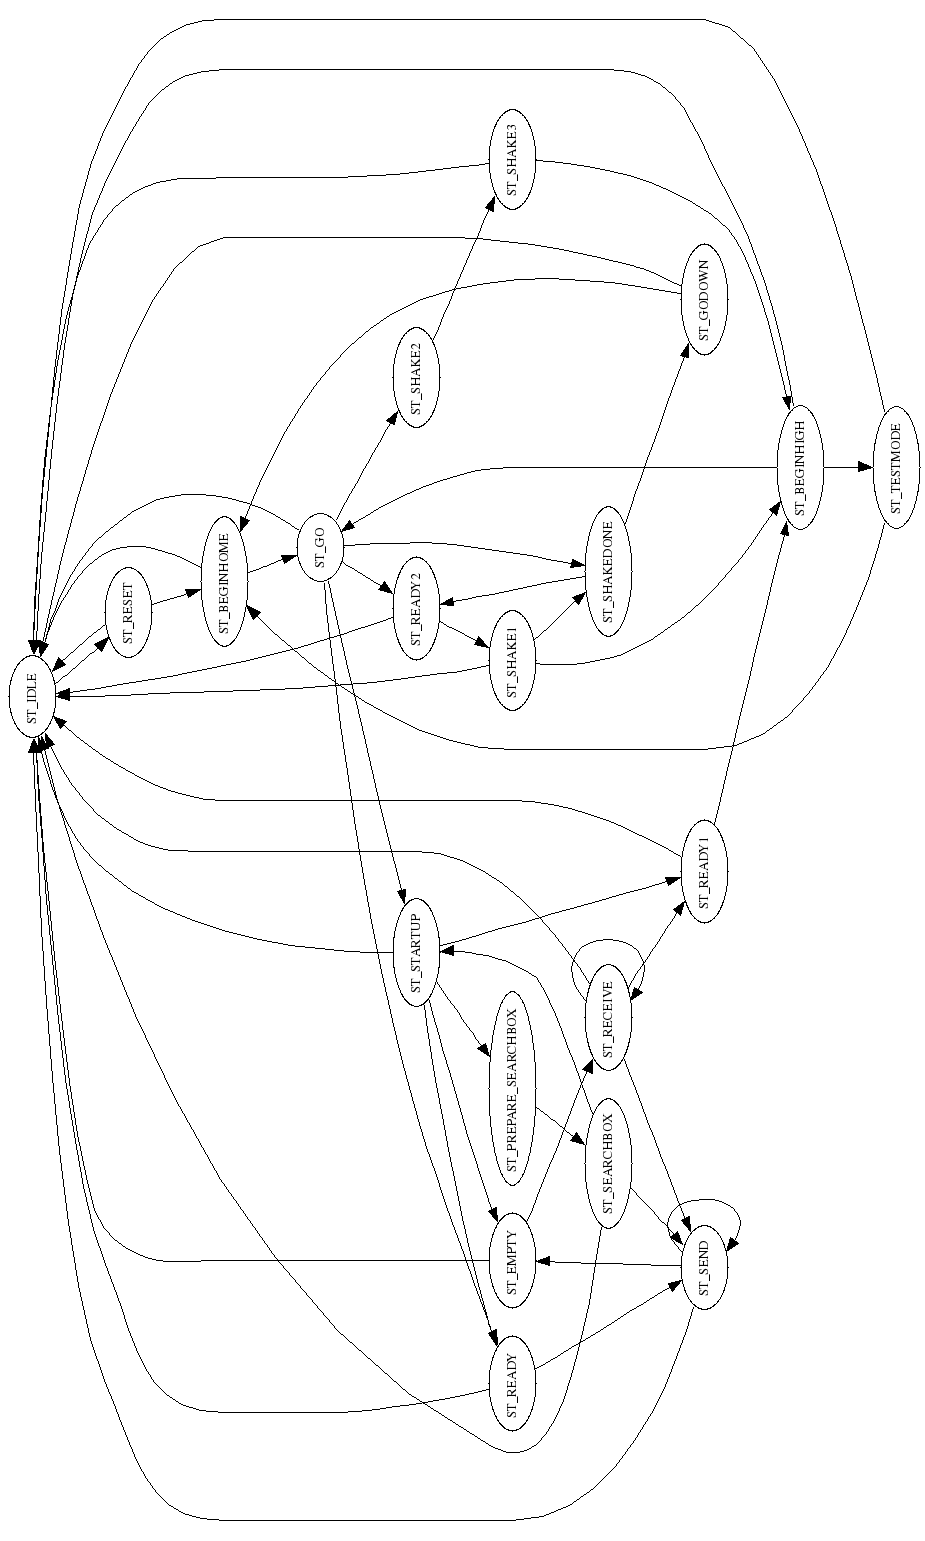 ST_IDLE
ST_RESET
ST_BEGINHOME
ST_GO
ST_SHAKE2
ST_READY2
ST_STARTUP
ST_SHAKE3
ST_SHAKE1
ST_PREPARE_SEARCHBOX
ST_EMPTY
ST_READY
ST_SHAKEDONE
ST_RECEIVE
ST_SEARCHBOX
ST_GODOWN
ST_READY1
ST_SEND
ST_BEGINHIGH
ST_TESTMODE